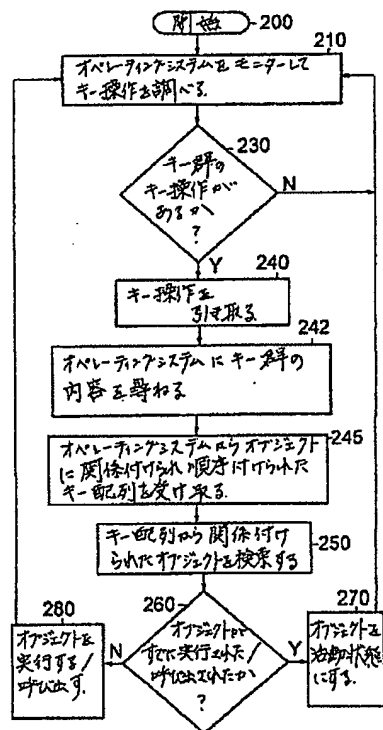 開始
200
210
オペレーティングシステムをモニターして
キー操作を調べる.
230
キー群の
キー操作が
あるか
?
N
Y
240
キー操作を
引き取る
242
オペレーティングシステムにキー群の
内容を尋ねる
245
オペレーティングシステムからオブジェクト
に関係付けられ順序付けられた
キー配列を受け取る.
250
キー配列から関係付け
られたオブジェクトを検索する
260
オブジェクトが
すでに実行された/
呼び出されたか
?
N
Y
280
オブジェクトを
実行する/
呼び出す.
270
オブジェクトを
活動状態
にする.